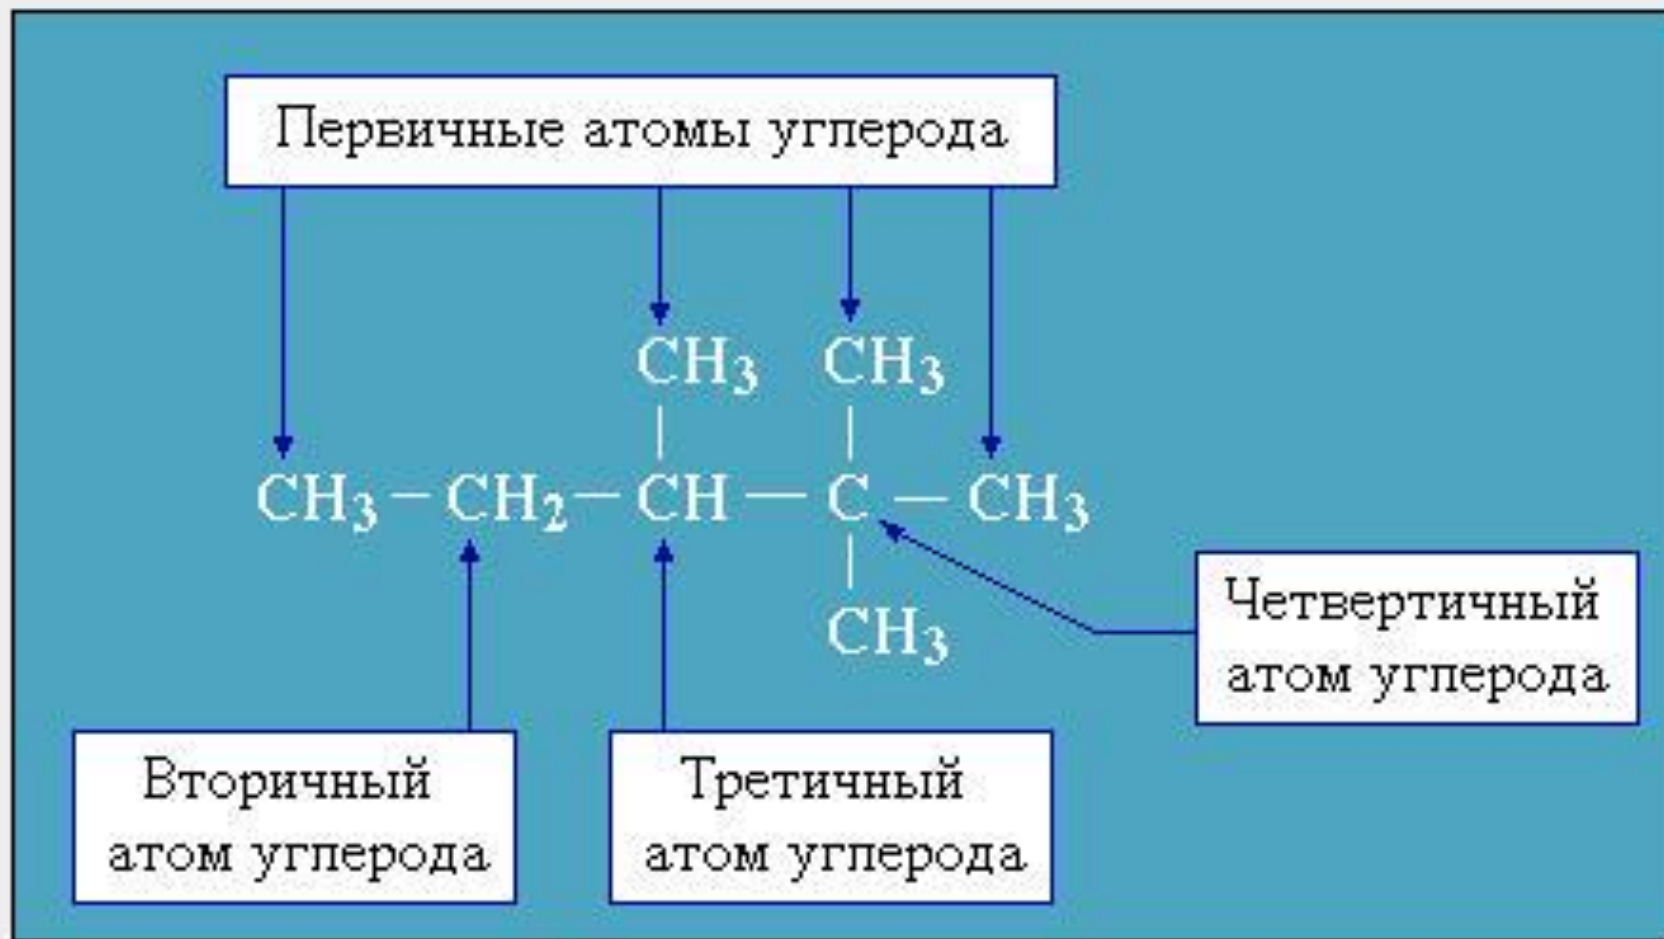 Первичные атомы углерода
CH3 CH3
CH3 – CH2 – CH – C – CH3
CH3
Четвертичный
атом углерода
Вторичный
атом углерода
Третичный
атом углерода